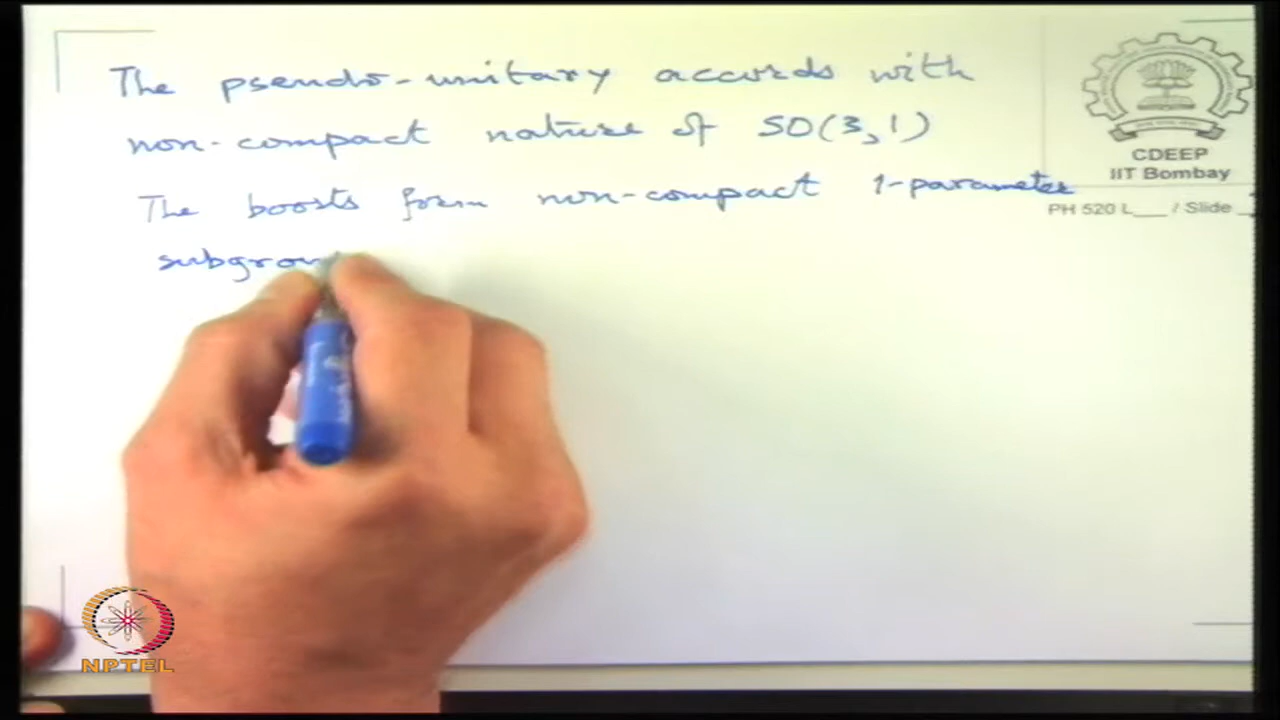 The pseudo-unitary accords with
non-compact nature of SO(3,1)
The boosts form non-compact 1-parameter
subgrou
CDEEP
IIT Bombay
PH 520 L___ / Slide _
NPTEL